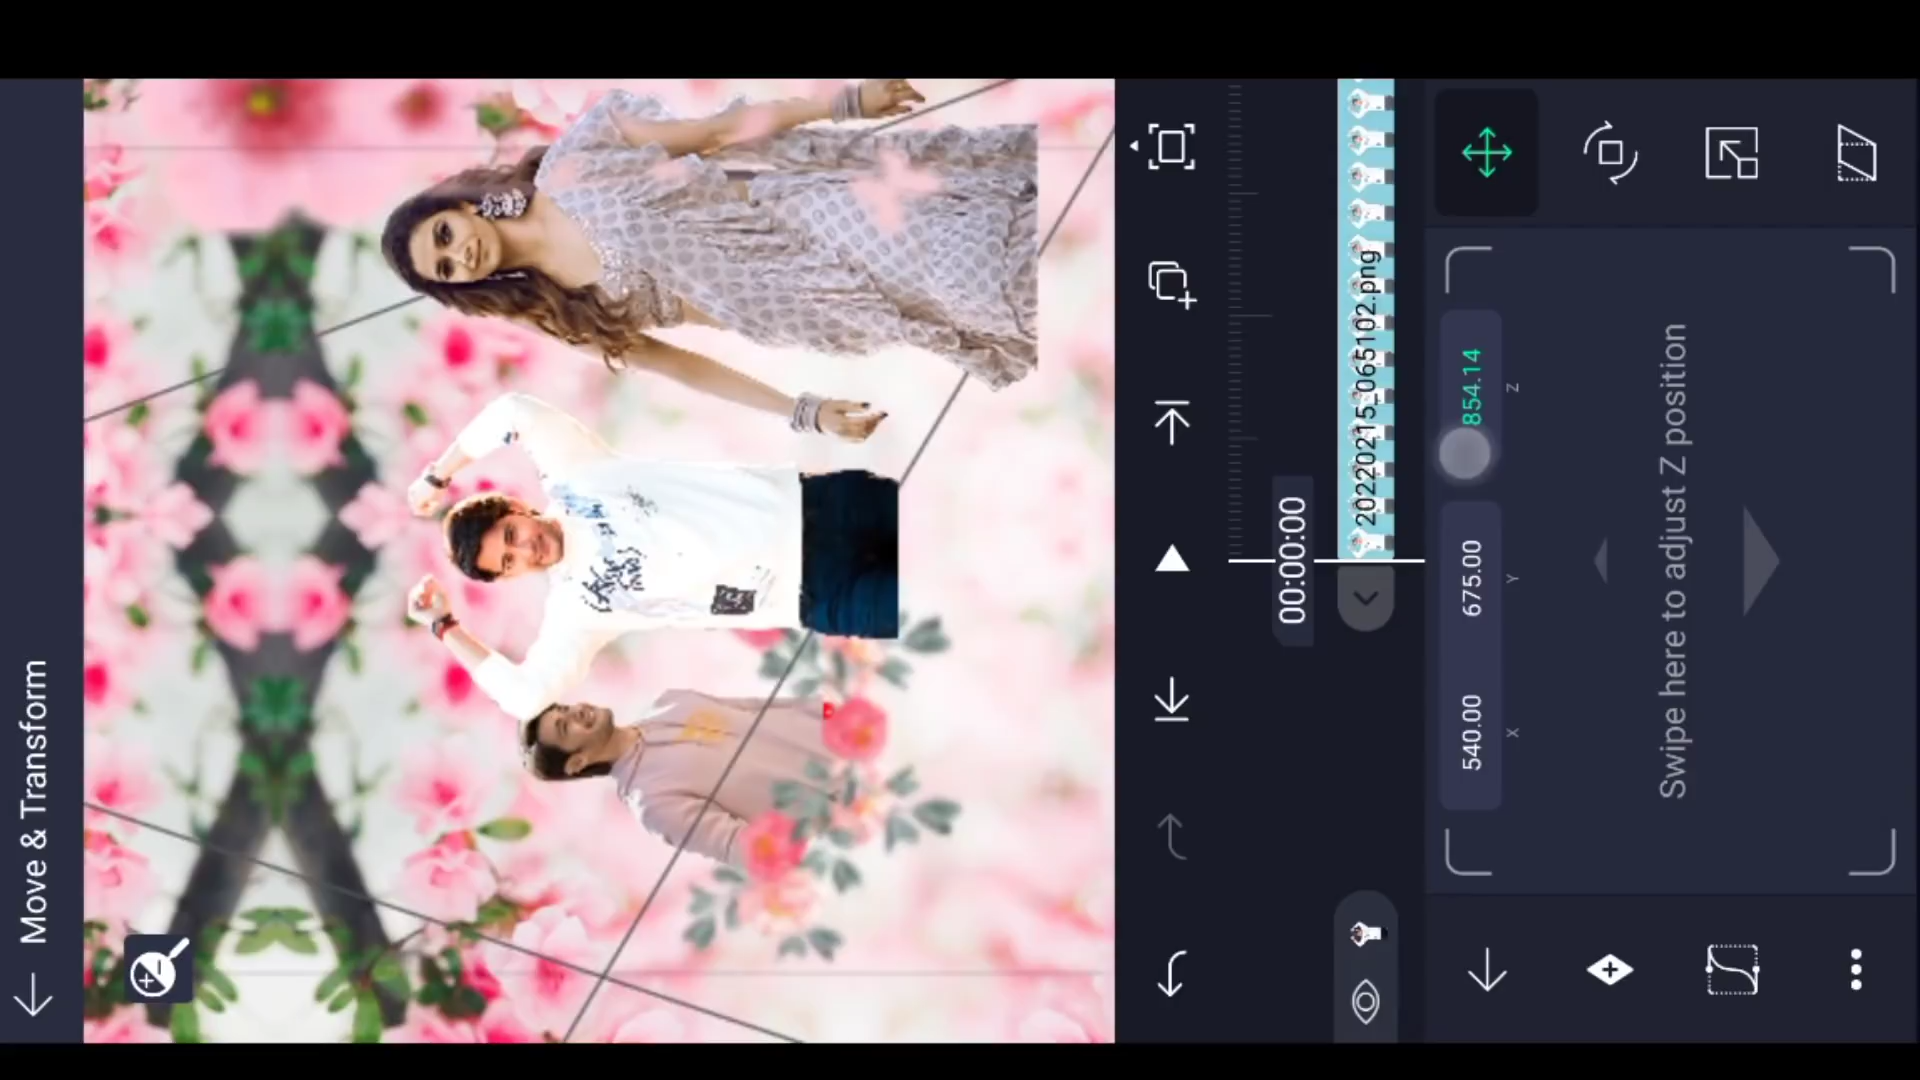 Move & Transform
00:00:00
20220215_065102.png
540.00
675.00
854.14
X
Y
Z
Swipe here to adjust Z position